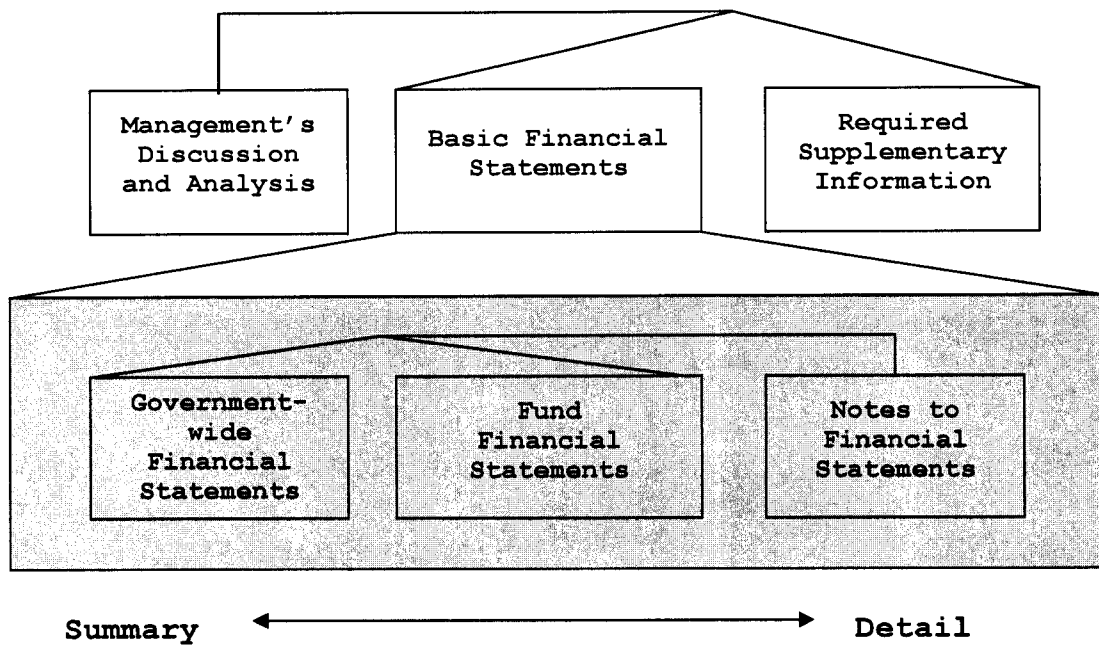 Management's
Discussion
and Analysis
Basic Financial
Statements
Required
Supplementary
Information
Government-
wide
Financial
Statements
Fund
Financial
Statements
Notes to
Financial
Statements
Summary
Detail